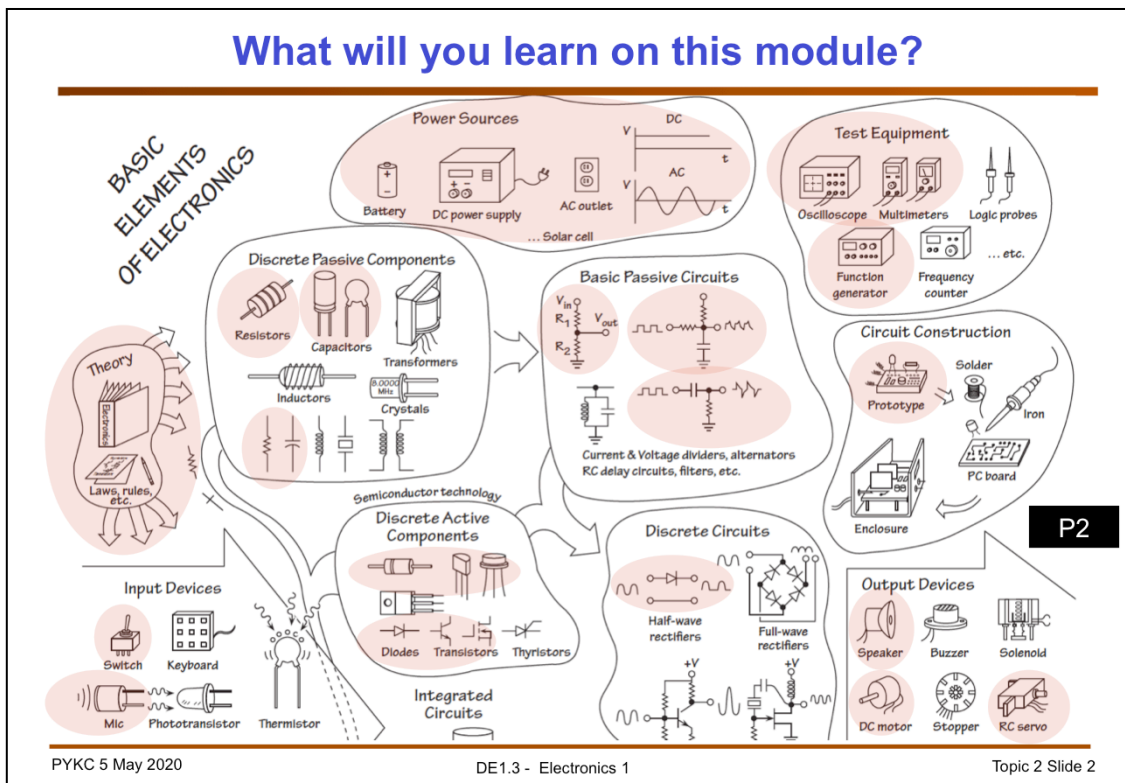 What will you learn on this module?
BASIC
ELEMENTS
OF ELECTRONICS
Power Sources
Battery
DC power supply
AC outlet
... Solar cell
V
DC
t
V
AC
t
Test Equipment
Oscilloscope
Multimeters
Logic probes
Function
generator
Frequency
counter
... etc.
Theory
Electronics
Laws, rules,
etc.
Discrete Passive Components
Resistors
Capacitors
Transformers
Inductors
8.0000
MHz
Crystals
Basic Passive Circuits
Vin
R1
Vout
R2
Current & Voltage dividers, alternators
RC delay circuits, filters, etc.
Circuit Construction
Prototype
Solder
Iron
PC board
Enclosure
P2
Semiconductor technology
Discrete Active
Components
Diodes
Transistors
Thyristors
Discrete Circuits
Half-wave
rectifiers
Full-wave
rectifiers
+V
+V
Input Devices
Switch
Keyboard
Mic
Phototransistor
Thermistor
Integrated
Circuits
Output Devices
Speaker
Buzzer
Solenoid
DC motor
Stopper
RC servo
PYKC 5 May 2020
DE1.3 - Electronics 1
Topic 2 Slide 2